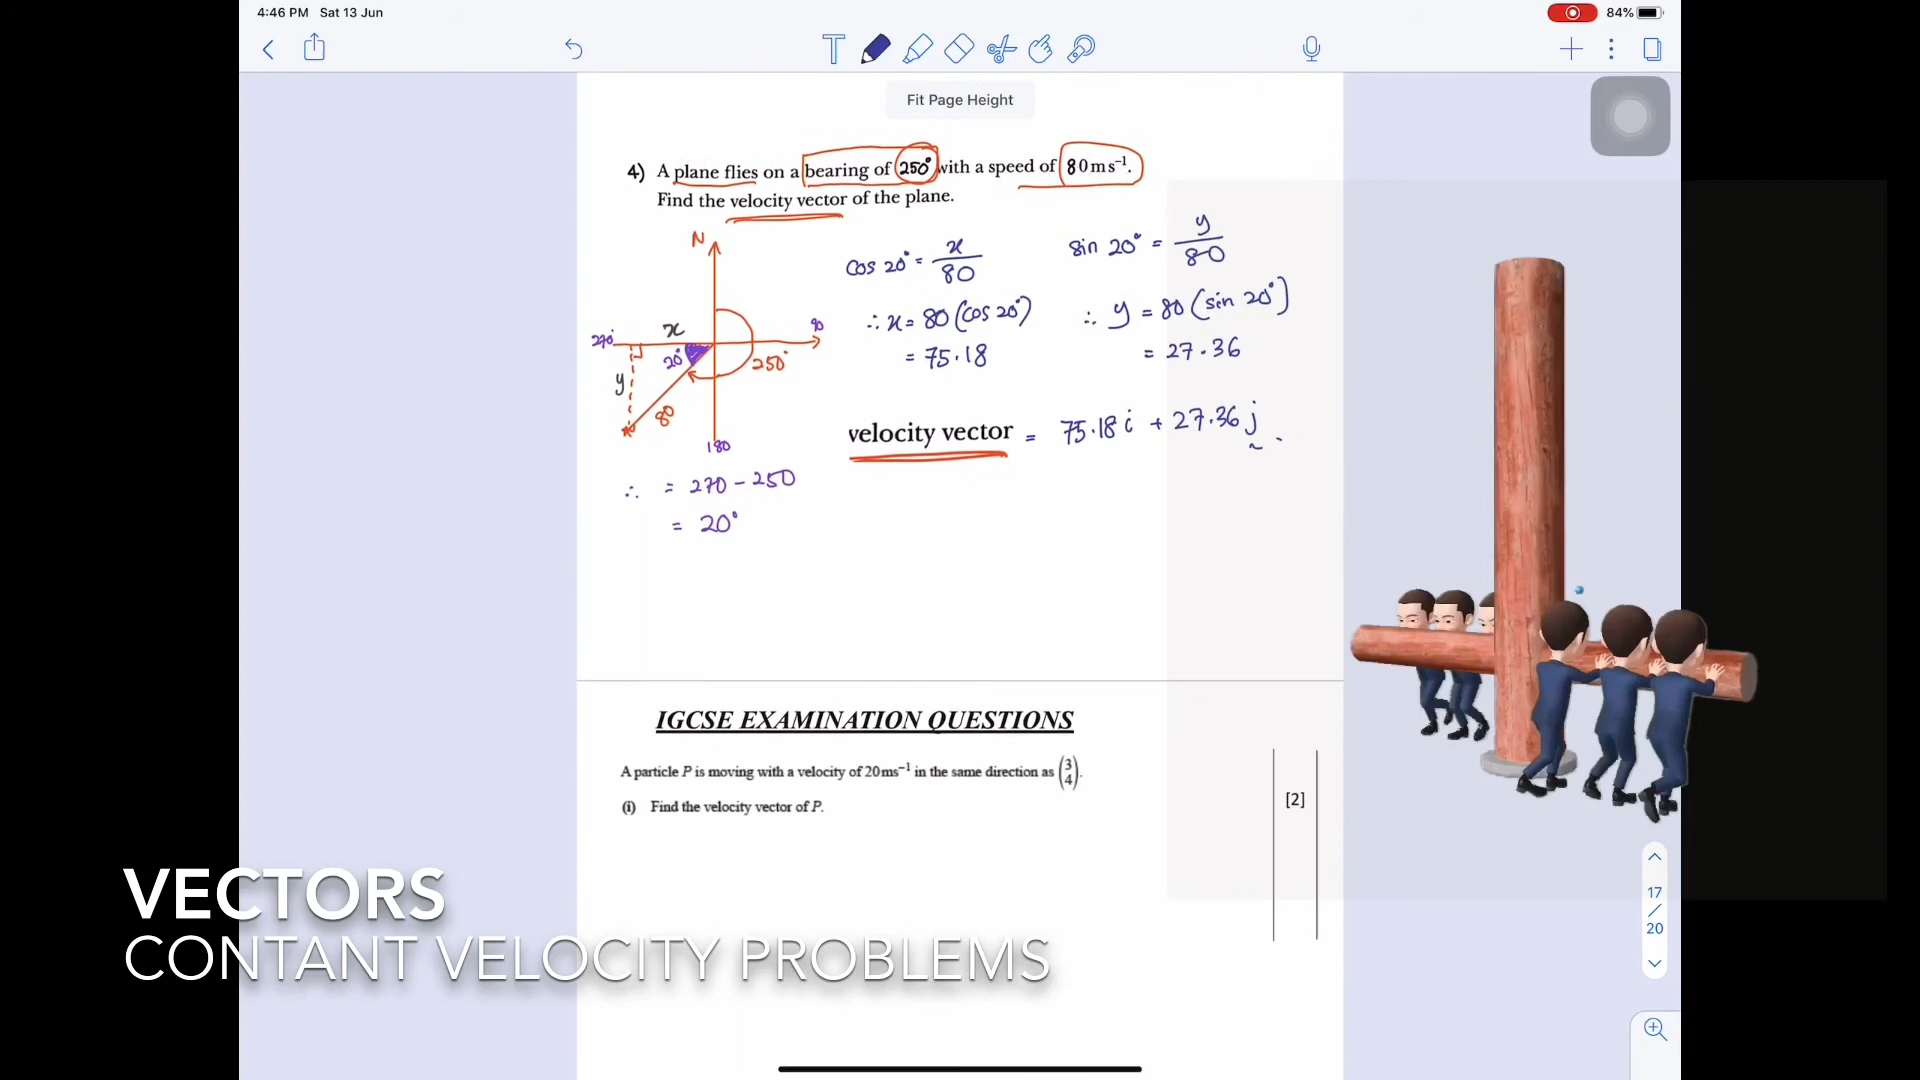 4:46 PM Sat 13 Jun
84%
T
Fit Page Height
4) A plane flies on a bearing of 250° with a speed of 80 ms⁻¹.
Find the velocity vector of the plane.
N
270°
x
90
20°
250°
y
80
180
∴ = 270 - 250
= 20°
cos 20° = x/80
∴ x = 80 (cos 20°)
= 75.18
sin 20° = y/80
∴ y = 80 (sin 20°)
= 27.36
velocity vector = 75.18 i + 27.36 j
IGCSE EXAMINATION QUESTIONS
A particle P is moving with a velocity of 20 ms⁻¹ in the same direction as (3 4).
(i) Find the velocity vector of P.
[2]
17
/
20
VECTORS
CONTANT VELOCITY PROBLEMS